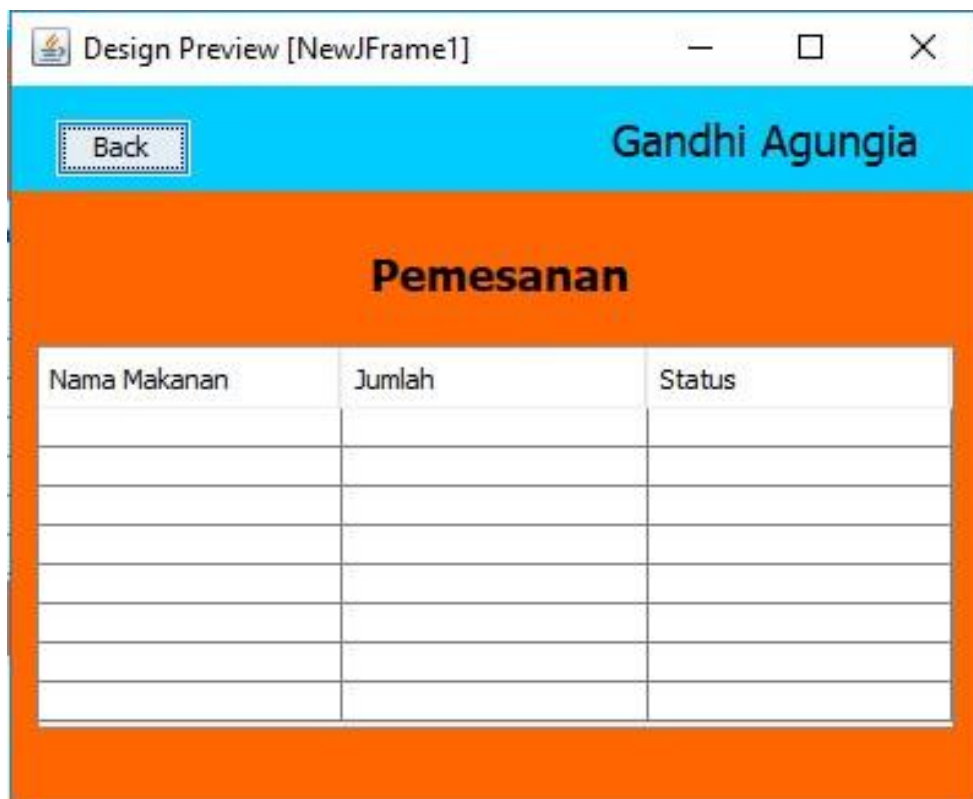 Design Preview [NewJFrame1]
Back
Gandhi Agungia
Pemesanan
Nama Makanan Jumlah Status